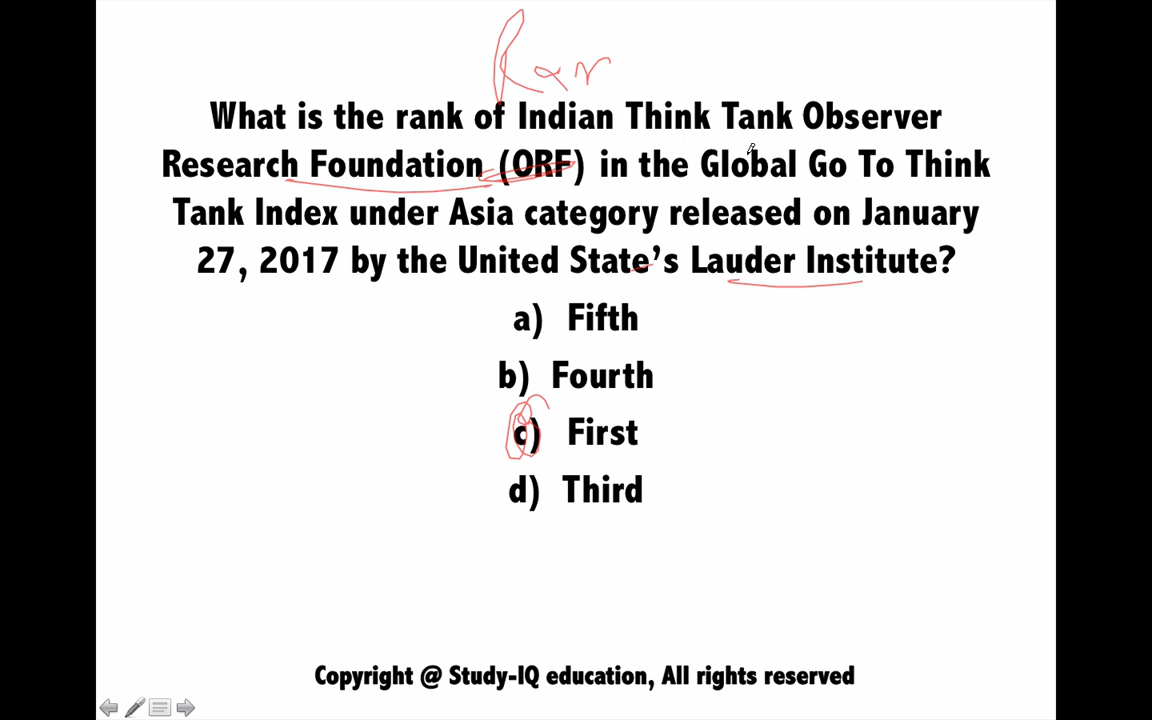 Ran
What is the rank of Indian Think Tank Observer
Research Foundation (ORF) in the Global Go To Think
Tank Index under Asia category released on January
27, 2017 by the United State's Lauder Institute?
a) Fifth
b) Fourth
c) First
d) Third
Copyright @ Study-IQ education, All rights reserved